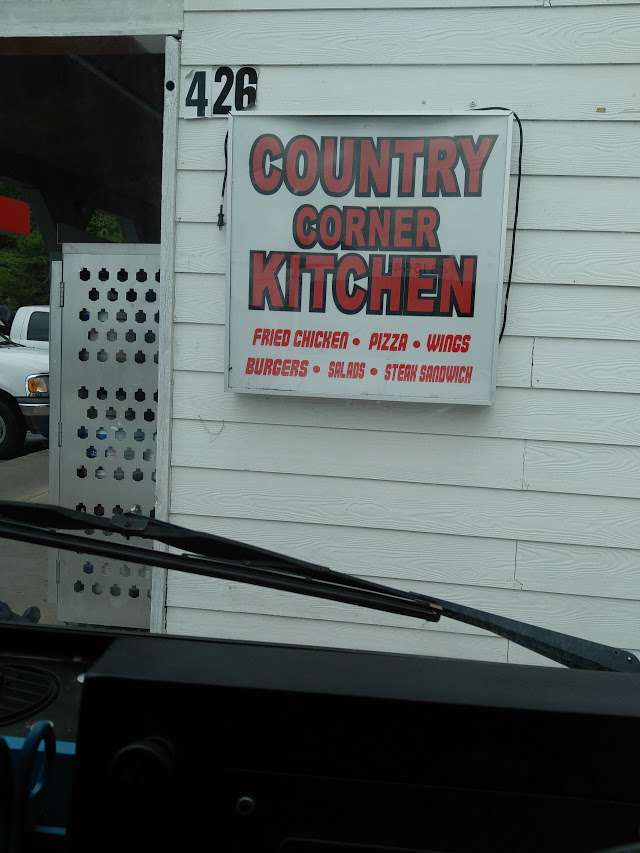 426
COUNTRY
CORNER
KITCHEN
FRIED CHICKEN • PIZZA • WINGS
BURGERS • SALADS • STEAK SANDWICH